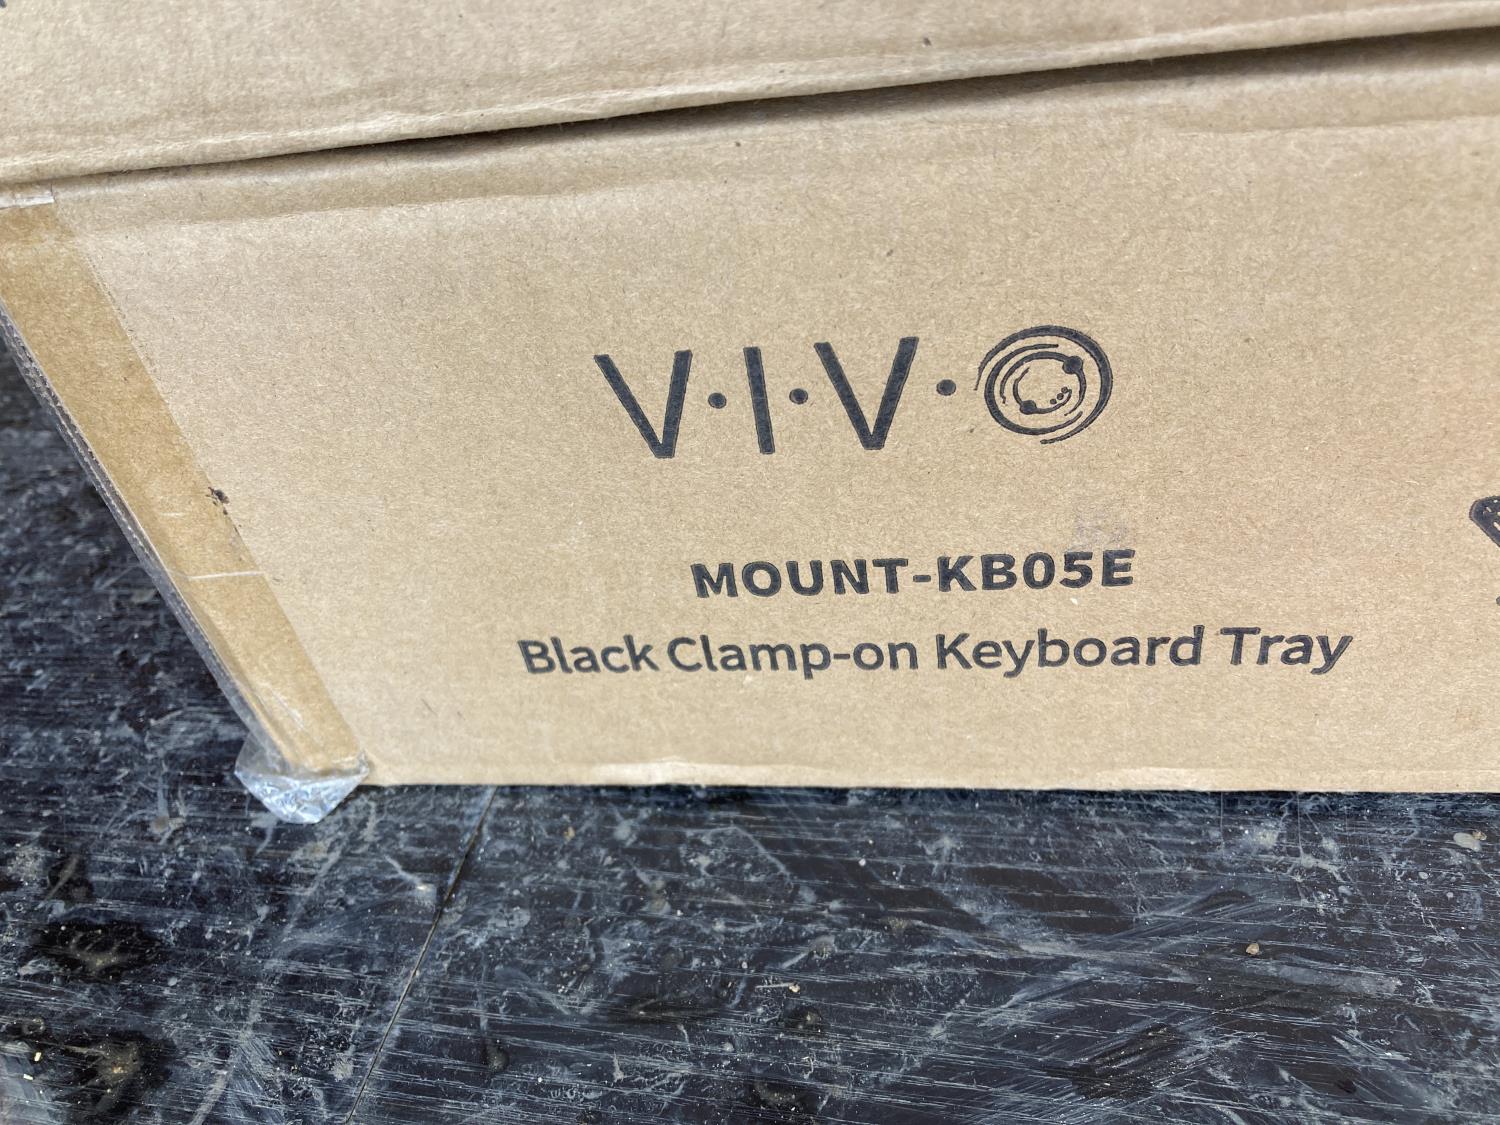 V·I·V·O
MOUNT-KB05E
Black Clamp-on Keyboard Tray